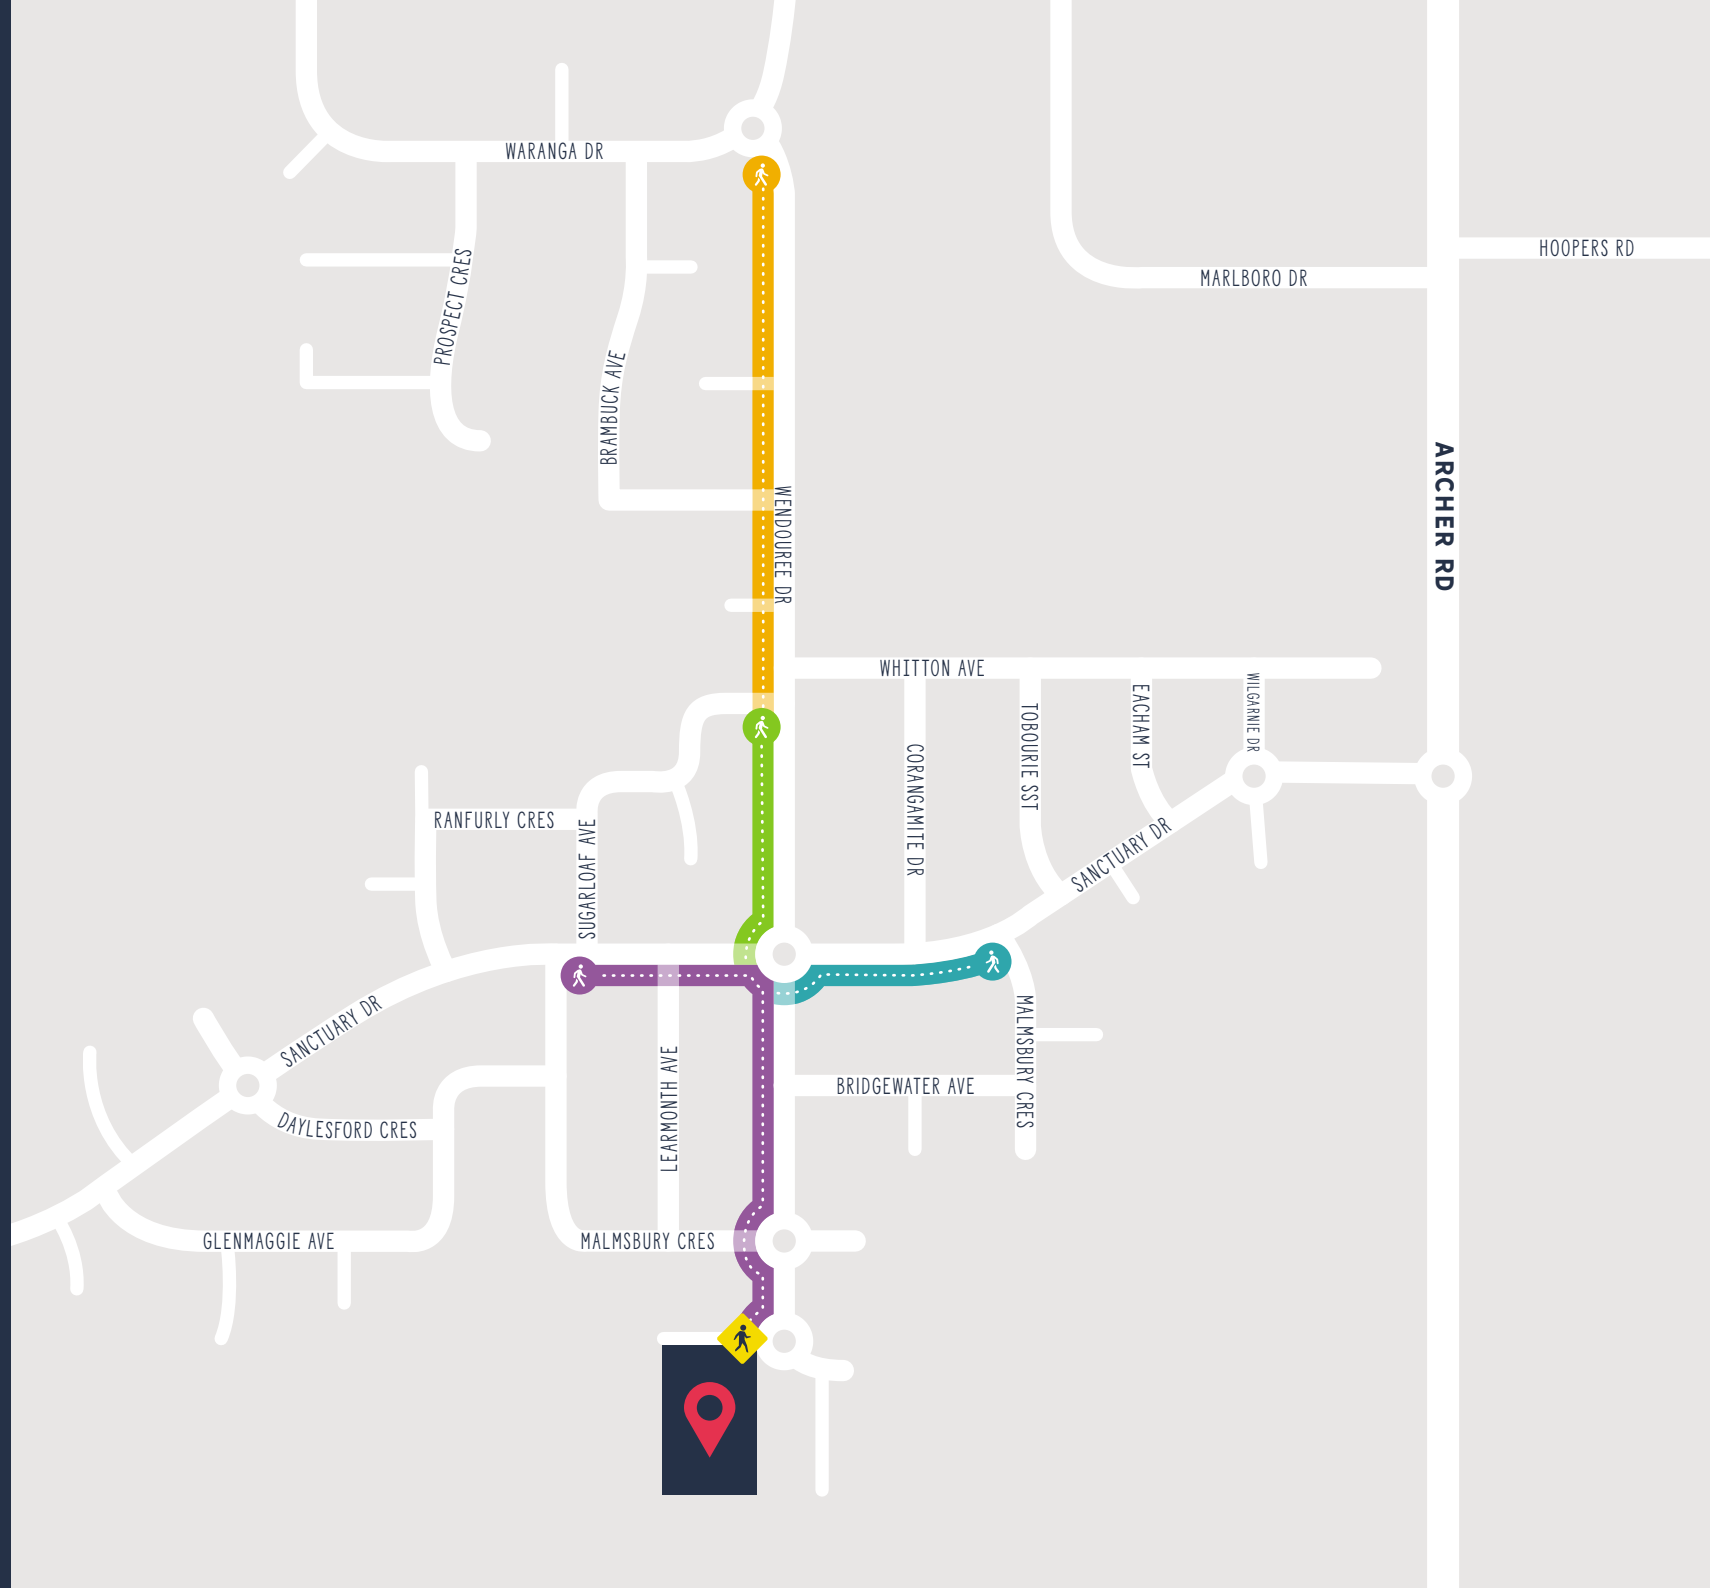 WARANGA DR
HOOPERS RD
MARLBORO DR
PROSPECT CRES
BRAMBUCK AVE
ARCHER RD
WENDOUREE DR
WHITTON AVE
WILGARNIE DR
EACHAM ST
TOBOURIE SST
CORANGAMITE DR
RANFURLY CRES
SUGARLOAF AVE
SANCTUARY DR
SANCTUARY DR
MALMSBURY CRES
LEARMONTH AVE
BRIDGEWATER AVE
DAYLESFORD CRES
GLENMAGGIE AVE
MALMSBURY CRES